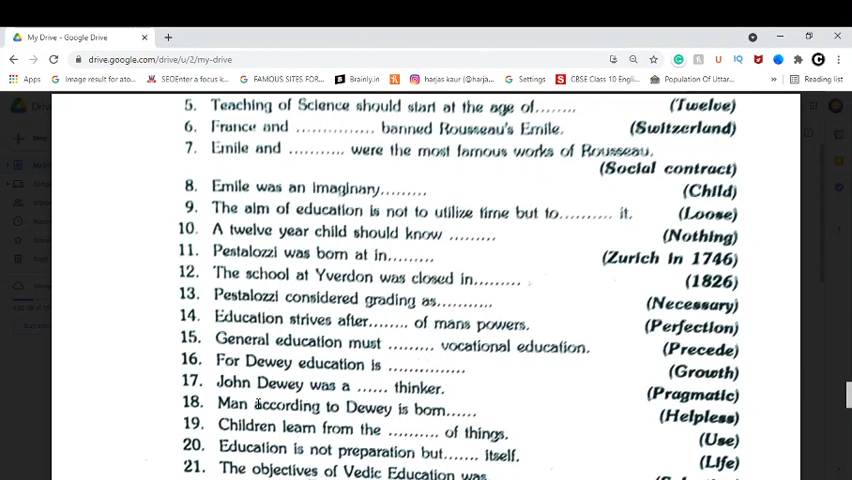 My Drive - Google Drive
drive.google.com/drive/u/2/my-drive
Apps Image result for ato... SEOEnter a focus k... FAMOUS SITES FOR... Brainly.in (@harjas kaur (@harja... Settings CBSE Class 10 Engli... Population Of Uttar... Reading list
5. Teaching of Science should start at the age of........ (Twelve)
6. France and .............. banned Rousseau's Emile. (Switzerland)
7. Emile and .......... were the most famous works of Rousseau.
(Social contract)
8. Emile was an imaginary......... (Child)
9. The aim of education is not to utilize time but to.......... it. (Loose)
10. A twelve year child should know ......... (Nothing)
11. Pestalozzi was born at in......... (Zurich in 1746)
12. The school at Yverdon was closed in......... (1826)
13. Pestalozzi considered grading as........... (Necessary)
14. Education strives after........ of mans powers. (Perfection)
15. General education must ......... vocational education. (Precede)
16. For Dewey education is .............. (Growth)
17. John Dewey was a ...... thinker. (Pragmatic)
18. Man according to Dewey is born...... (Helpless)
19. Children learn from the .......... of things. (Use)
20. Education is not preparation but....... itself. (Life)
21. The objectives of Vedic Education was